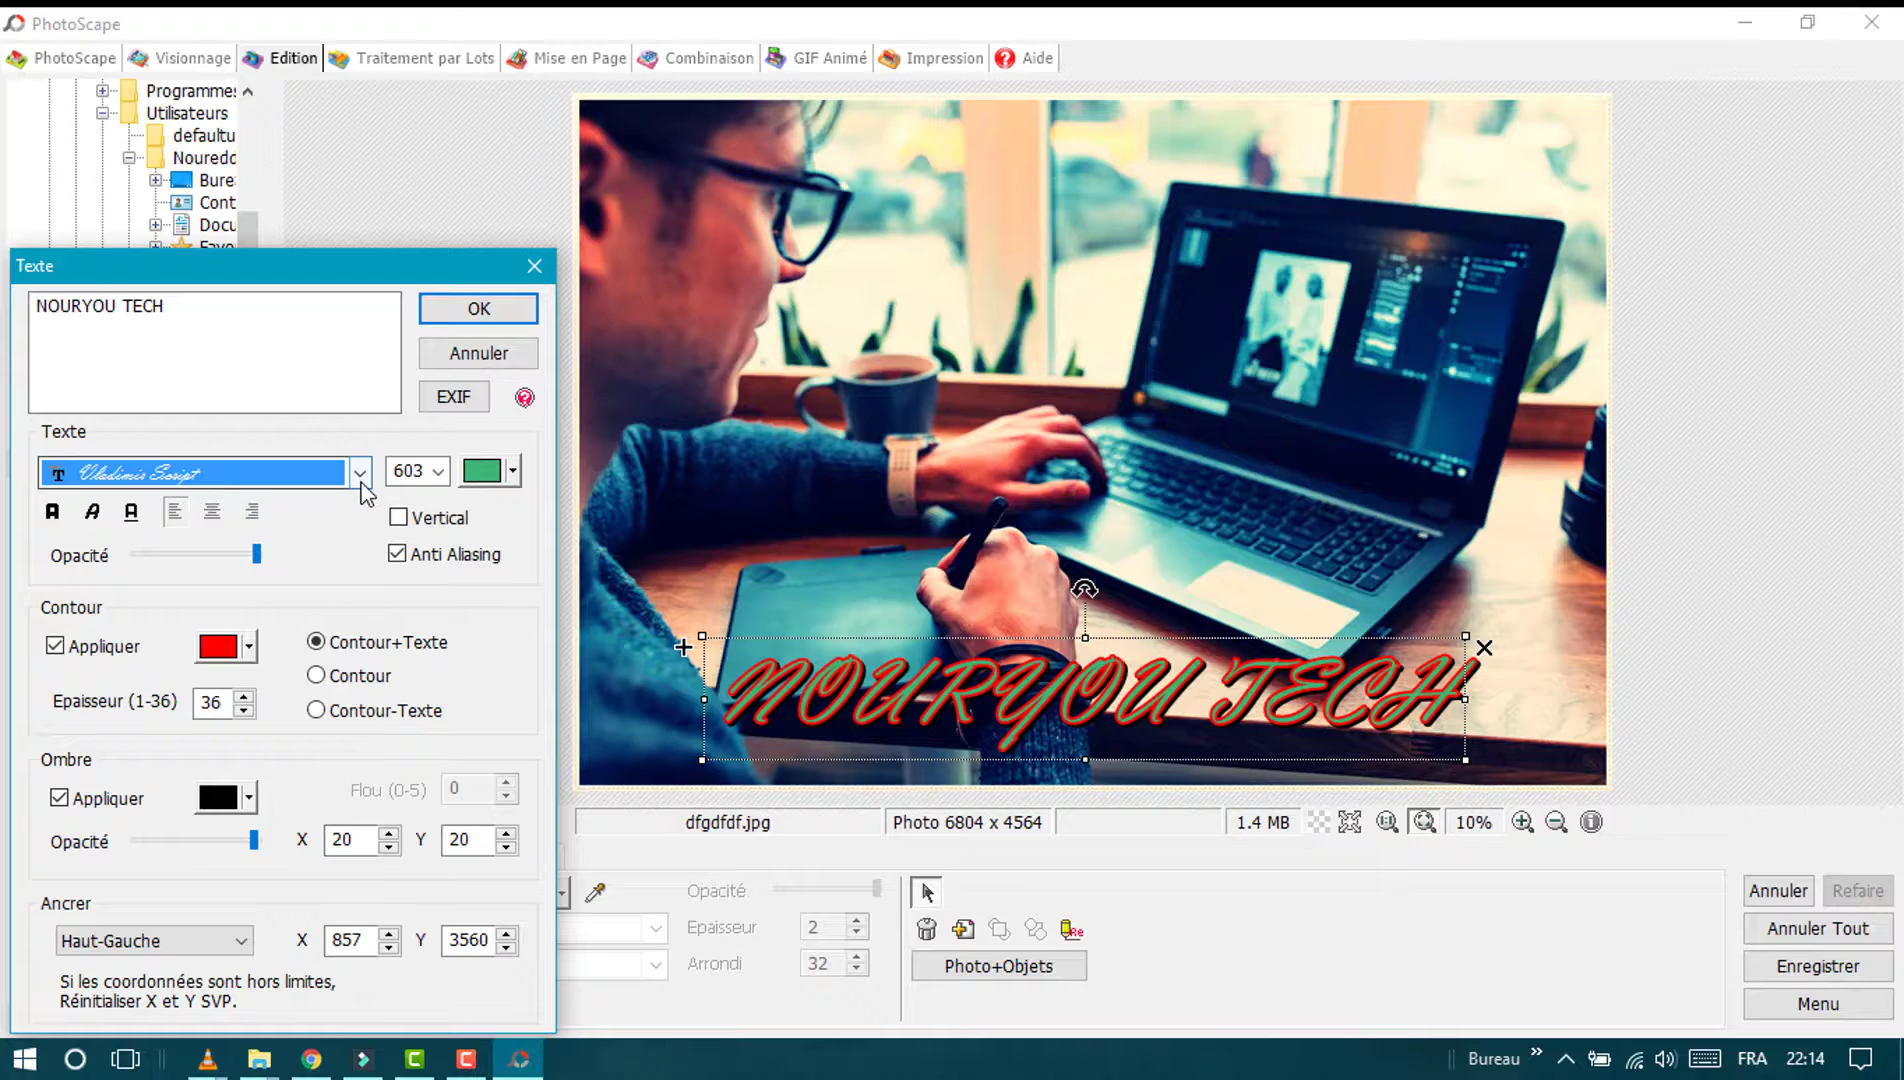 PhotoScape
PhotoScape Visionnage Edition Traitement par Lots Mise en Page Combinaison GIF Animé Impression Aide
Programmes
Utilisateurs
defaultu
Nouredd
Bure
Cont
Docu
Favo
Texte
NOURYOU TECH
OK
Annuler
EXIF
Texte
Vladimir Script 603
Vertical
Opacité Anti Aliasing
Contour
Appliquer
Contour+Texte
Contour
Epaisseur (1-36) 36
Contour-Texte
Ombre
Appliquer
Flou (0-5) 0
Opacité X 20 Y 20
Ancrer
Haut-Gauche X 857 Y 3560
Si les coordonnées sont hors limites,
Réinitialiser X et Y SVP.
NOURYOU TECH
dfgdfdf.jpg Photo 6804 x 4564 1.4 MB 10%
Opacité
Epaisseur 2
Arrondi 32
Re
Photo+Objets
Annuler Refaire
Annuler Tout
Enregistrer
Menu
Bureau FRA 22:14